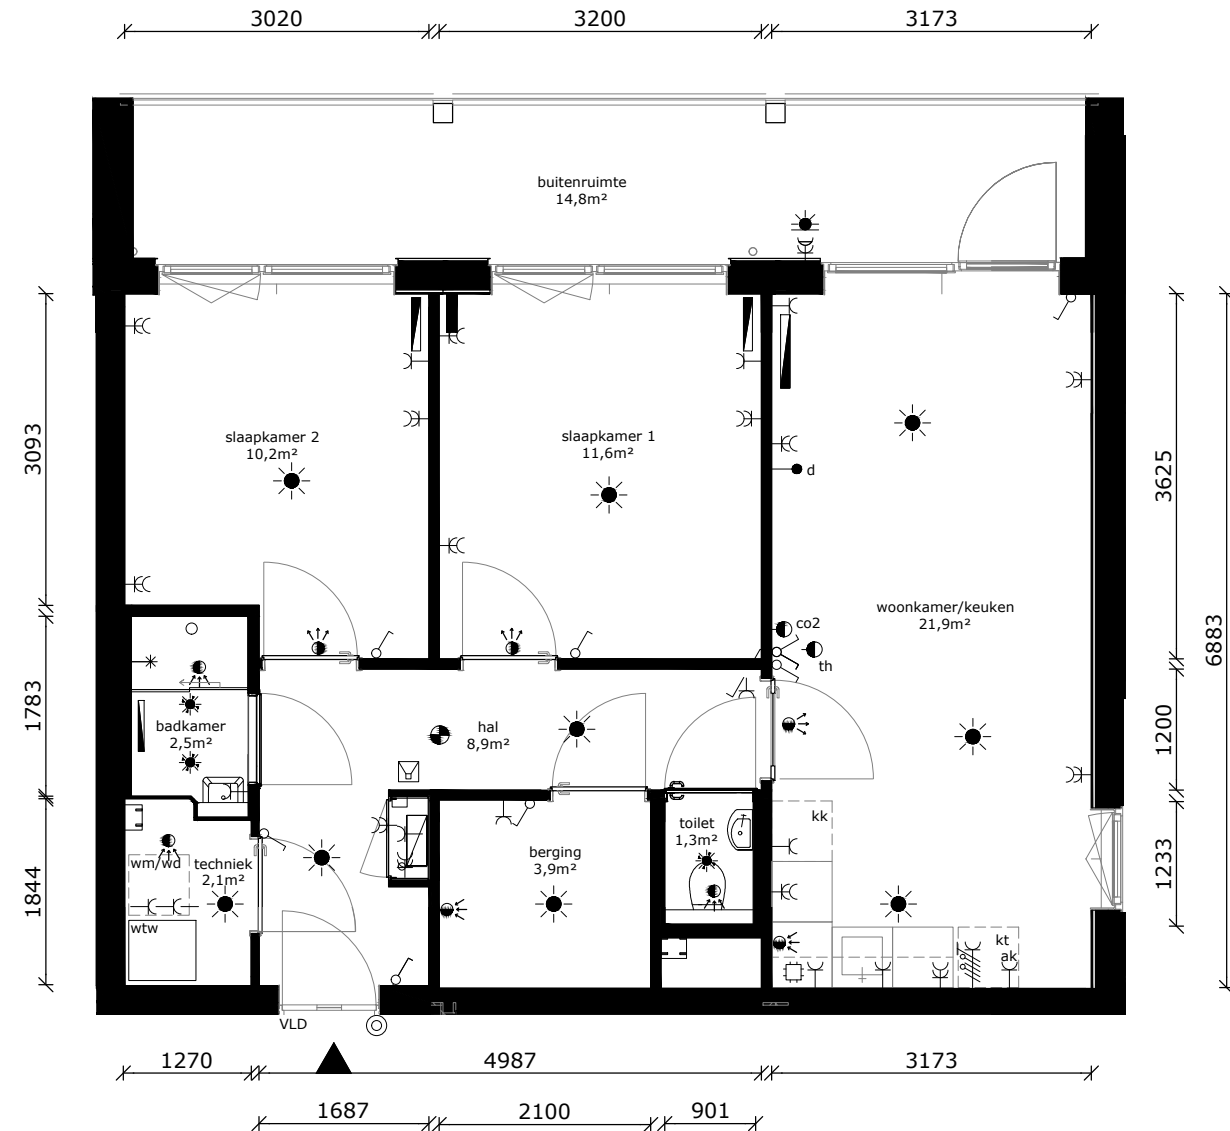 3020
3200
3173
buitenruimte
14,8m²
3093
slaapkamer 2
10,2m²
slaapkamer 1
11,6m²
d
3625
6883
woonkamer/keuken
21,9m²
co2
th
1783
badkamer
2,5m²
hal
8,9m²
1200
kk
toilet
1,3m²
berging
3,9m²
wm/wd
techniek
2,1m²
1844
1233
wtw
kt
ak
VLD
1270
4987
3173
1687
2100
901